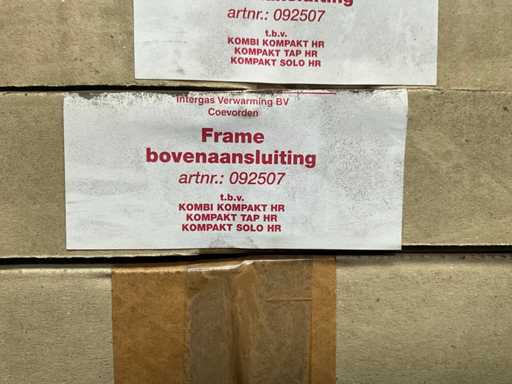 artnr.: 092507
t.b.v.
KOMBI KOMPAKT HR
KOMPAKT TAP HR
KOMPAKT SOLO HR
Intergas Verwarming BV
Coevorden
Frame
bovenaansluiting
artnr.: 092507
t.b.v.
KOMBI KOMPAKT HR
KOMPAKT TAP HR
KOMPAKT SOLO HR